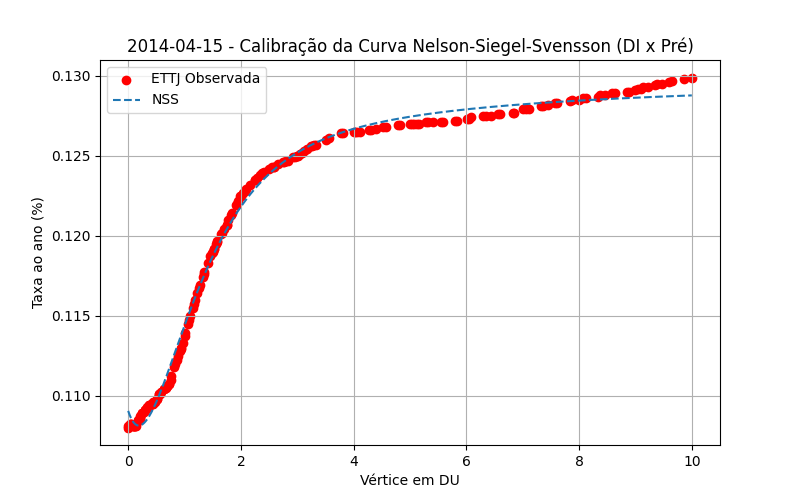 2014-04-15 - Calibração da Curva Nelson-Siegel-Svensson (DI x Pré)
ETTJ Observada
NSS
Taxa ao ano (%)
0.130
0.125
0.120
0.115
0.110
0
2
4
6
8
10
Vértice em DU